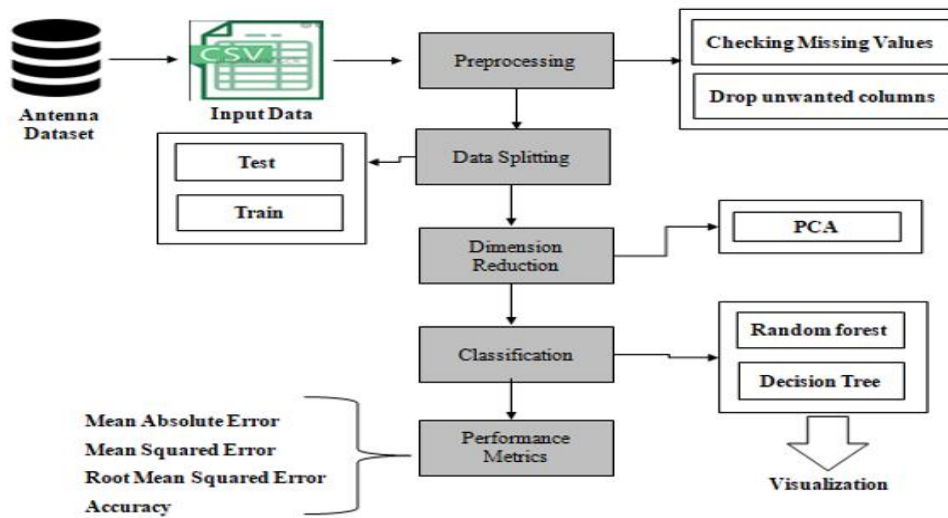 Antenna
Dataset
CSV
Input Data
Preprocessing
Checking Missing Values
Drop unwanted columns
Data Splitting
Test
Train
Dimension
Reduction
PCA
Classification
Random forest
Decision Tree
Visualization
Performance
Metrics
Mean Absolute Error
Mean Squared Error
Root Mean Squared Error
Accuracy